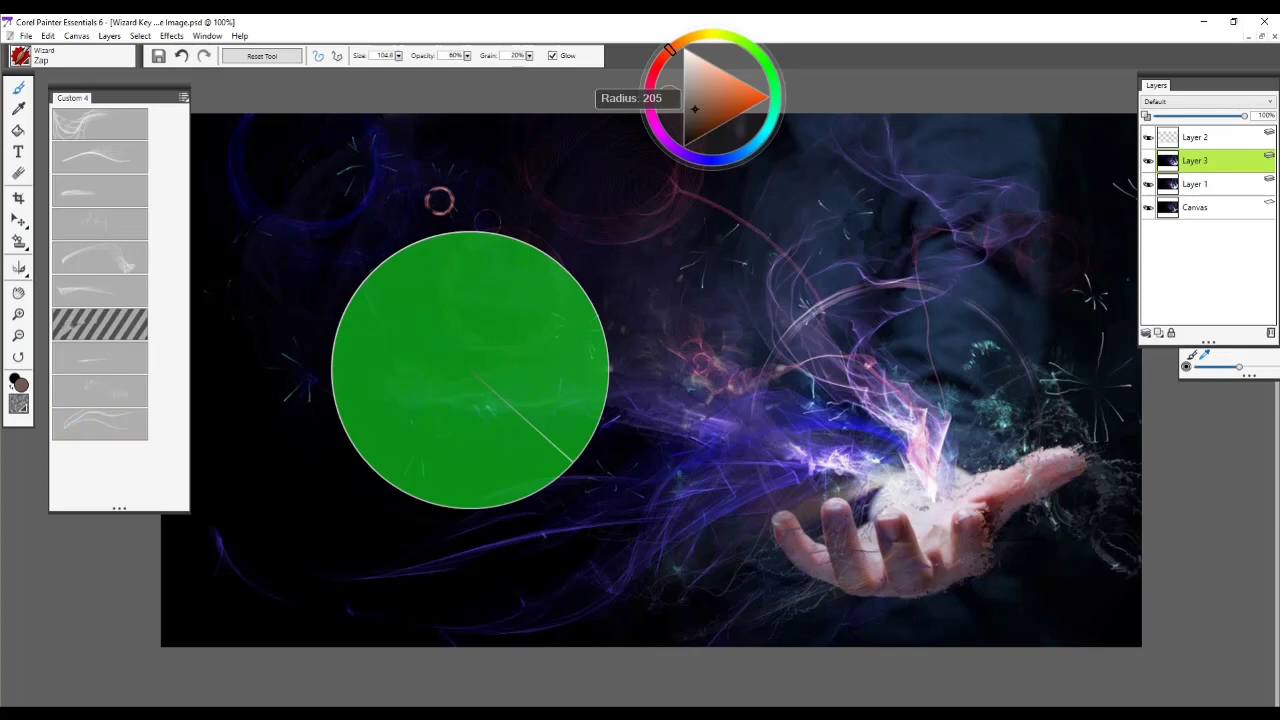 Corel Painter Essentials 6 - [Wizard Key ...e Image.psd @ 100%]
File Edit Canvas Layers Select Effects Window Help
Wizard
Zap
Reset Tool
Size: 104.6
Opacity: 60%
Grain: 20%
Glow
Radius: 205
Custom 4
Layers
Default
100%
Layer 2
Layer 3
Layer 1
Canvas